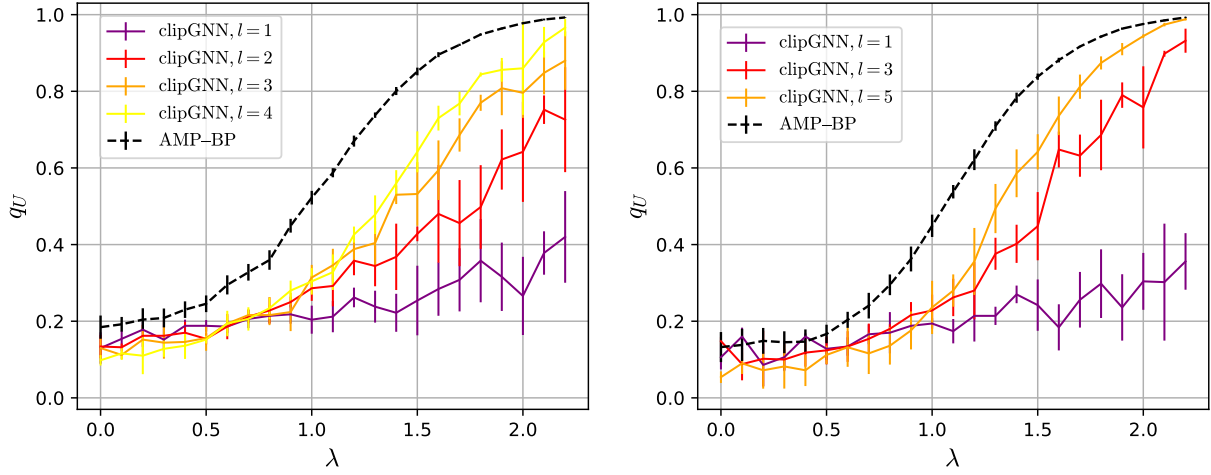 1.0
0.8
0.6
0.4
0.2
0.0
q_U
0.0 0.5 1.0 1.5 2.0
λ
clipGNN, l = 1
clipGNN, l = 2
clipGNN, l = 3
clipGNN, l = 4
AMP–BP
1.0
0.8
0.6
0.4
0.2
0.0
q_U
0.0 0.5 1.0 1.5 2.0
λ
clipGNN, l = 1
clipGNN, l = 3
clipGNN, l = 5
AMP–BP